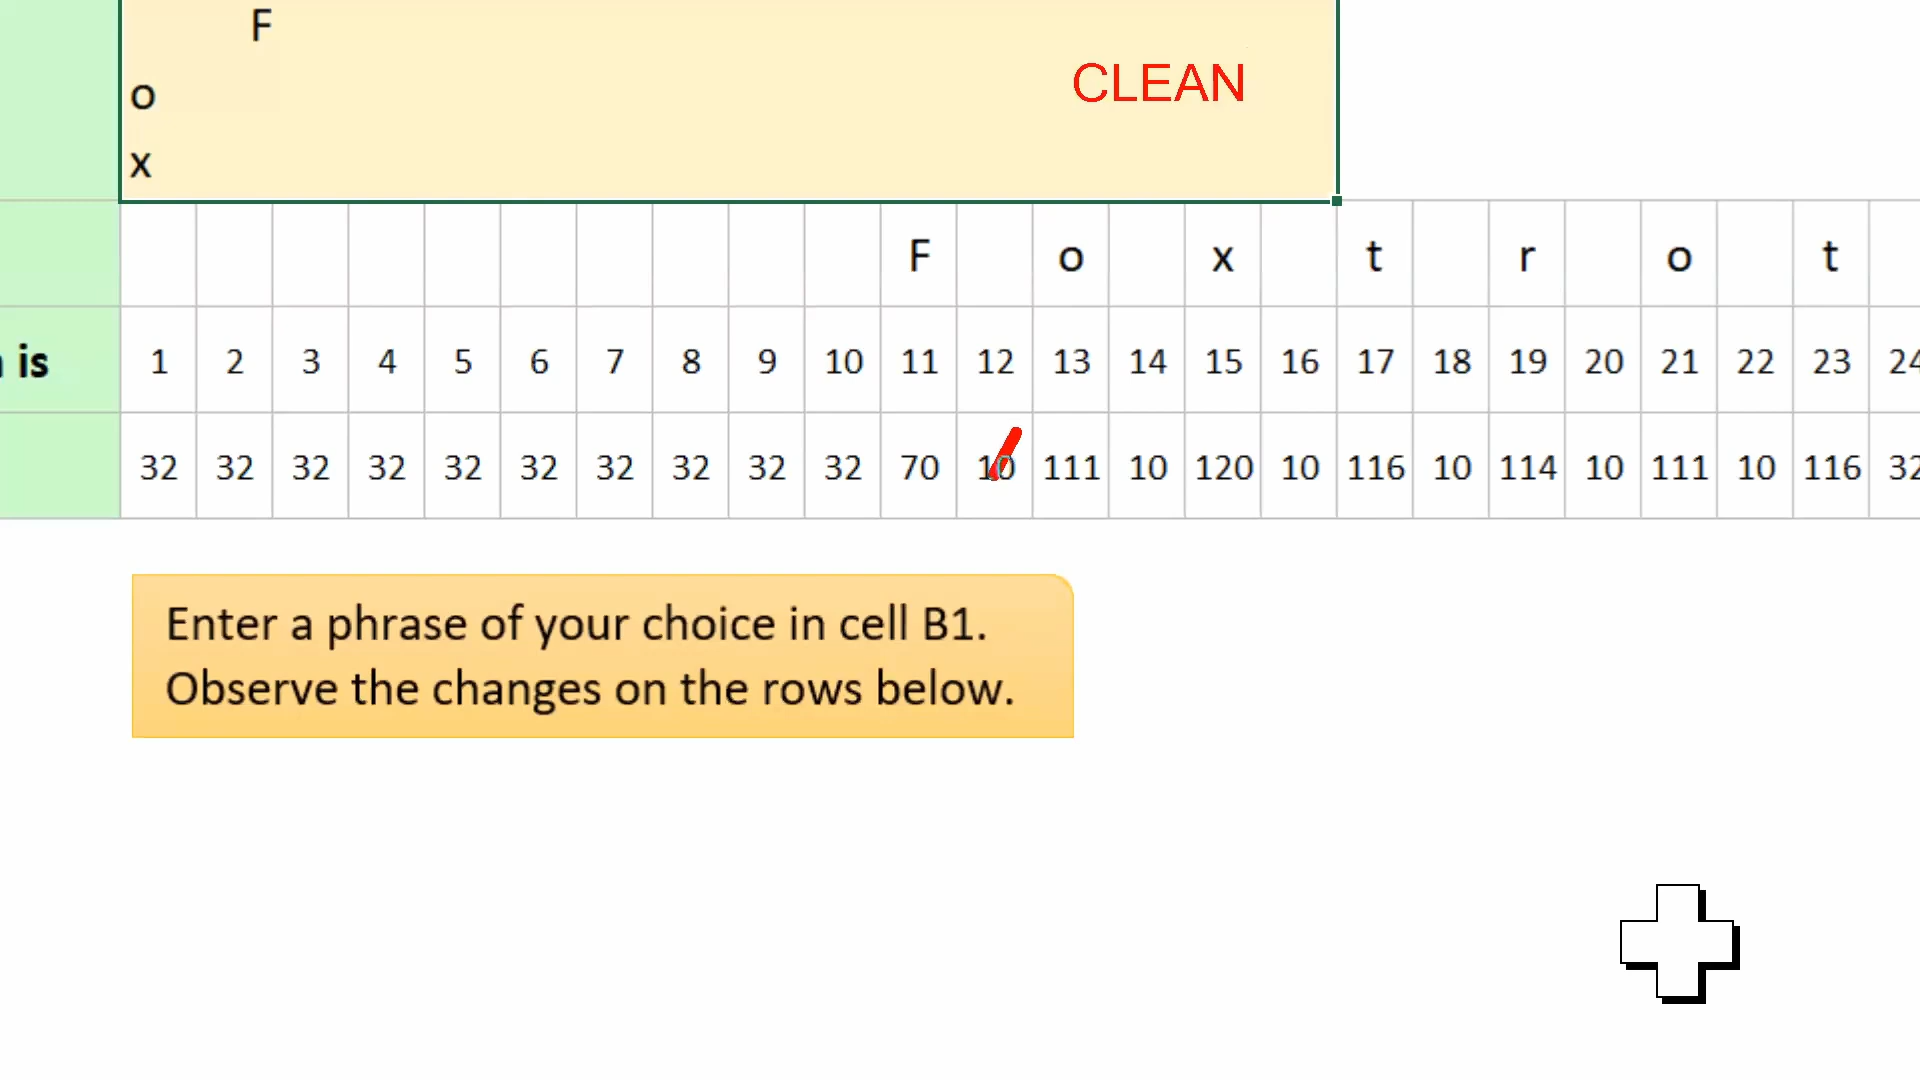 F
o
CLEAN
x
F o x t r o t
is
1 2 3 4 5 6 7 8 9 10 11 12 13 14 15 16 17 18 19 20 21 22 23 24
32 32 32 32 32 32 32 32 32 32 70 10 111 10 120 10 116 10 114 10 111 10 116 32
Enter a phrase of your choice in cell B1.
Observe the changes on the rows below.